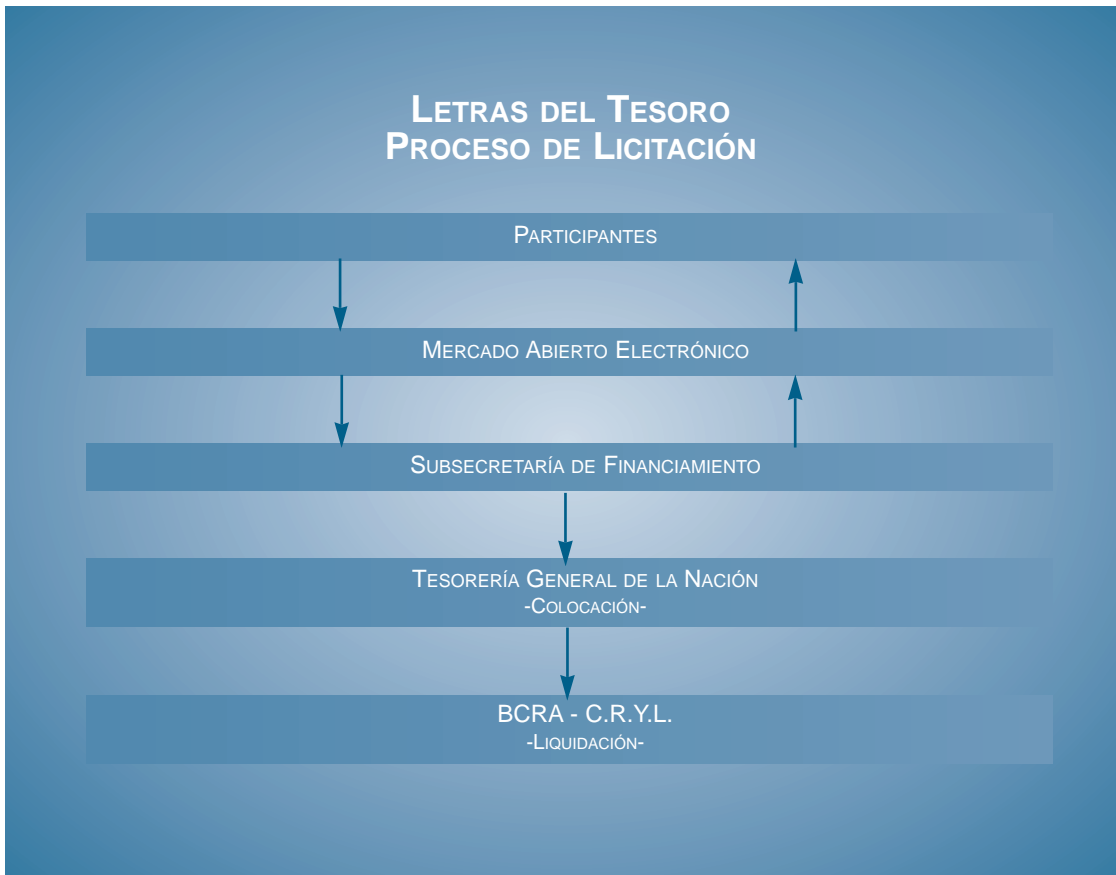 LETRAS DEL TESORO
PROCESO DE LICITACIÓN
PARTICIPANTES
MERCADO ABIERTO ELECTRÓNICO
SUBSECRETARÍA DE FINANCIAMIENTO
TESORERÍA GENERAL DE LA NACIÓN
-COLOCACIÓN-
BCRA - C.R.Y.L.
-LIQUIDACIÓN-